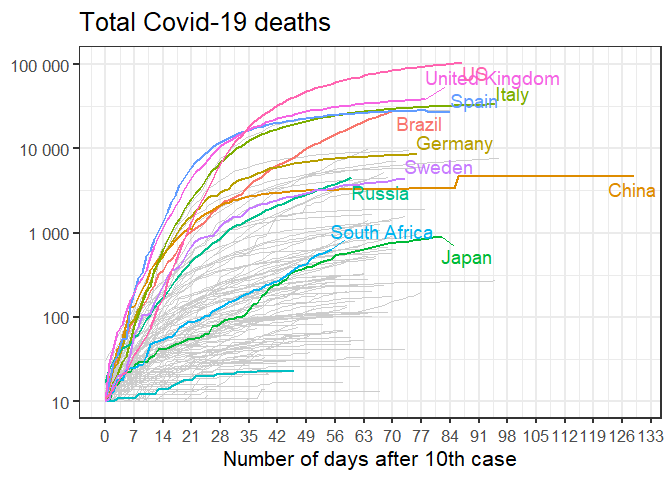 Total Covid-19 deaths
100 000
10 000
1 000
100
10
US
United Kingdom
Italy
Spain
Brazil
Germany
Sweden
Russia
China
South Africa
Japan
0 7 14 21 28 35 42 49 56 63 70 77 84 91 98 105 112 119 126 133
Number of days after 10th case